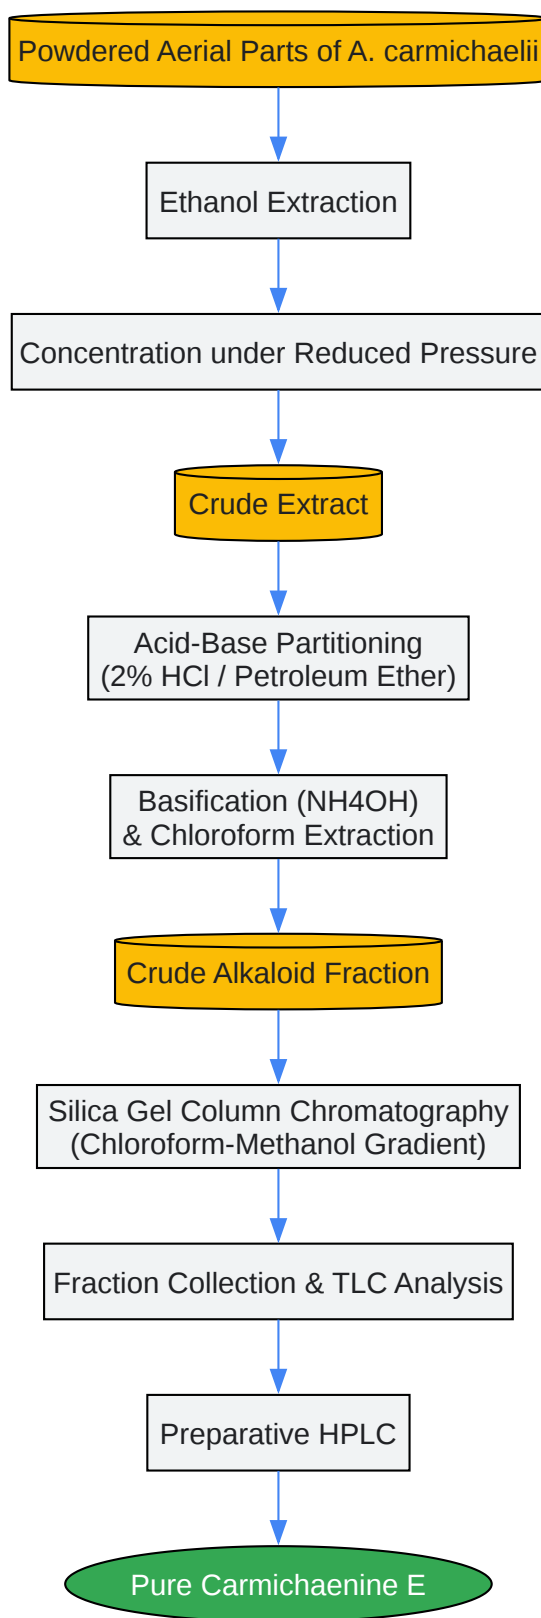 Powdered Aerial Parts of A. carmichaelii
Ethanol Extraction
Concentration under Reduced Pressure
Crude Extract
Acid-Base Partitioning
(2% HCl / Petroleum Ether)
Basification (NH4OH)
& Chloroform Extraction
Crude Alkaloid Fraction
Silica Gel Column Chromatography
(Chloroform-Methanol Gradient)
Fraction Collection & TLC Analysis
Preparative HPLC
Pure Carmichaenine E